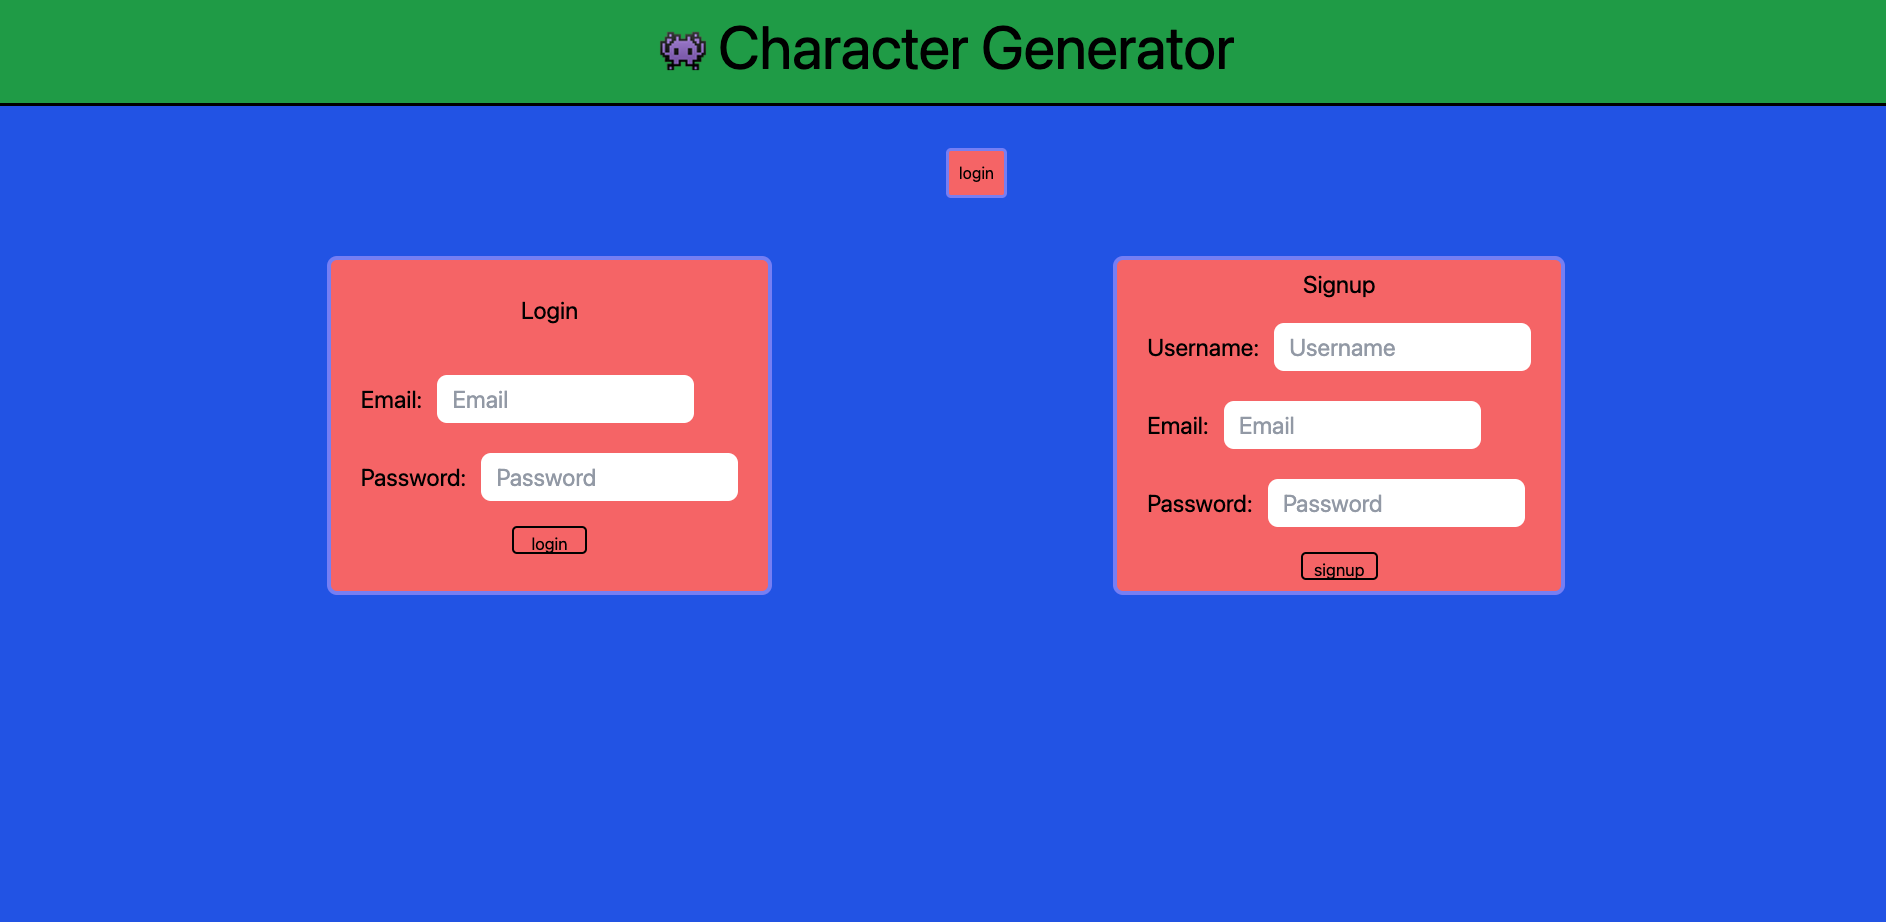 👾 Character Generator
login
Login
Email: Email
Password: Password
login
Signup
Username: Username
Email: Email
Password: Password
signup